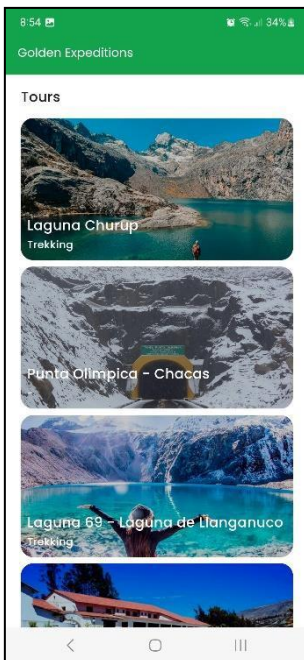 8:54
34%
Golden Expeditions
Tours
Laguna Churup
Trekking
Punta Olimpica - Chacas
Laguna 69 - Laguna de Llanganuco
Trekking